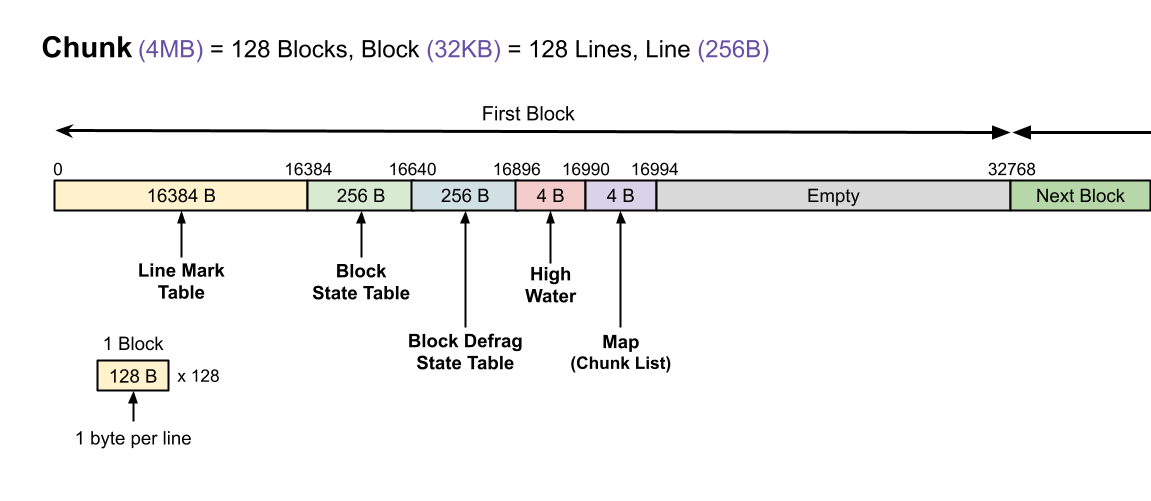 Chunk (4MB) = 128 Blocks, Block (32KB) = 128 Lines, Line (256B)
First Block
0 16384 16640 16896 16990 16994 32768
16384 B 256 B 256 B 4 B 4 B Empty Next Block
Line Mark
Table
Block
State Table
High
Water
Block Defrag
State Table
Map
(Chunk List)
1 Block
128 B x 128
1 byte per line